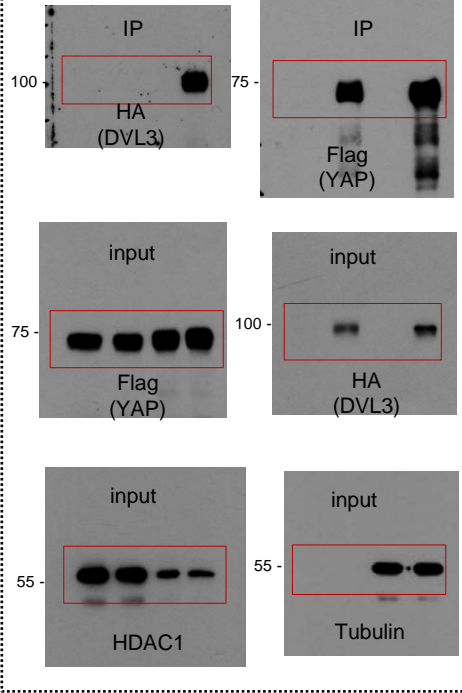 IP
100 -
HA
(DVL3)
IP
75 -
Flag
(YAP)
input
75 -
Flag
(YAP)
input
100 -
HA
(DVL3)
input
55 -
HDAC1
input
55 -
Tubulin